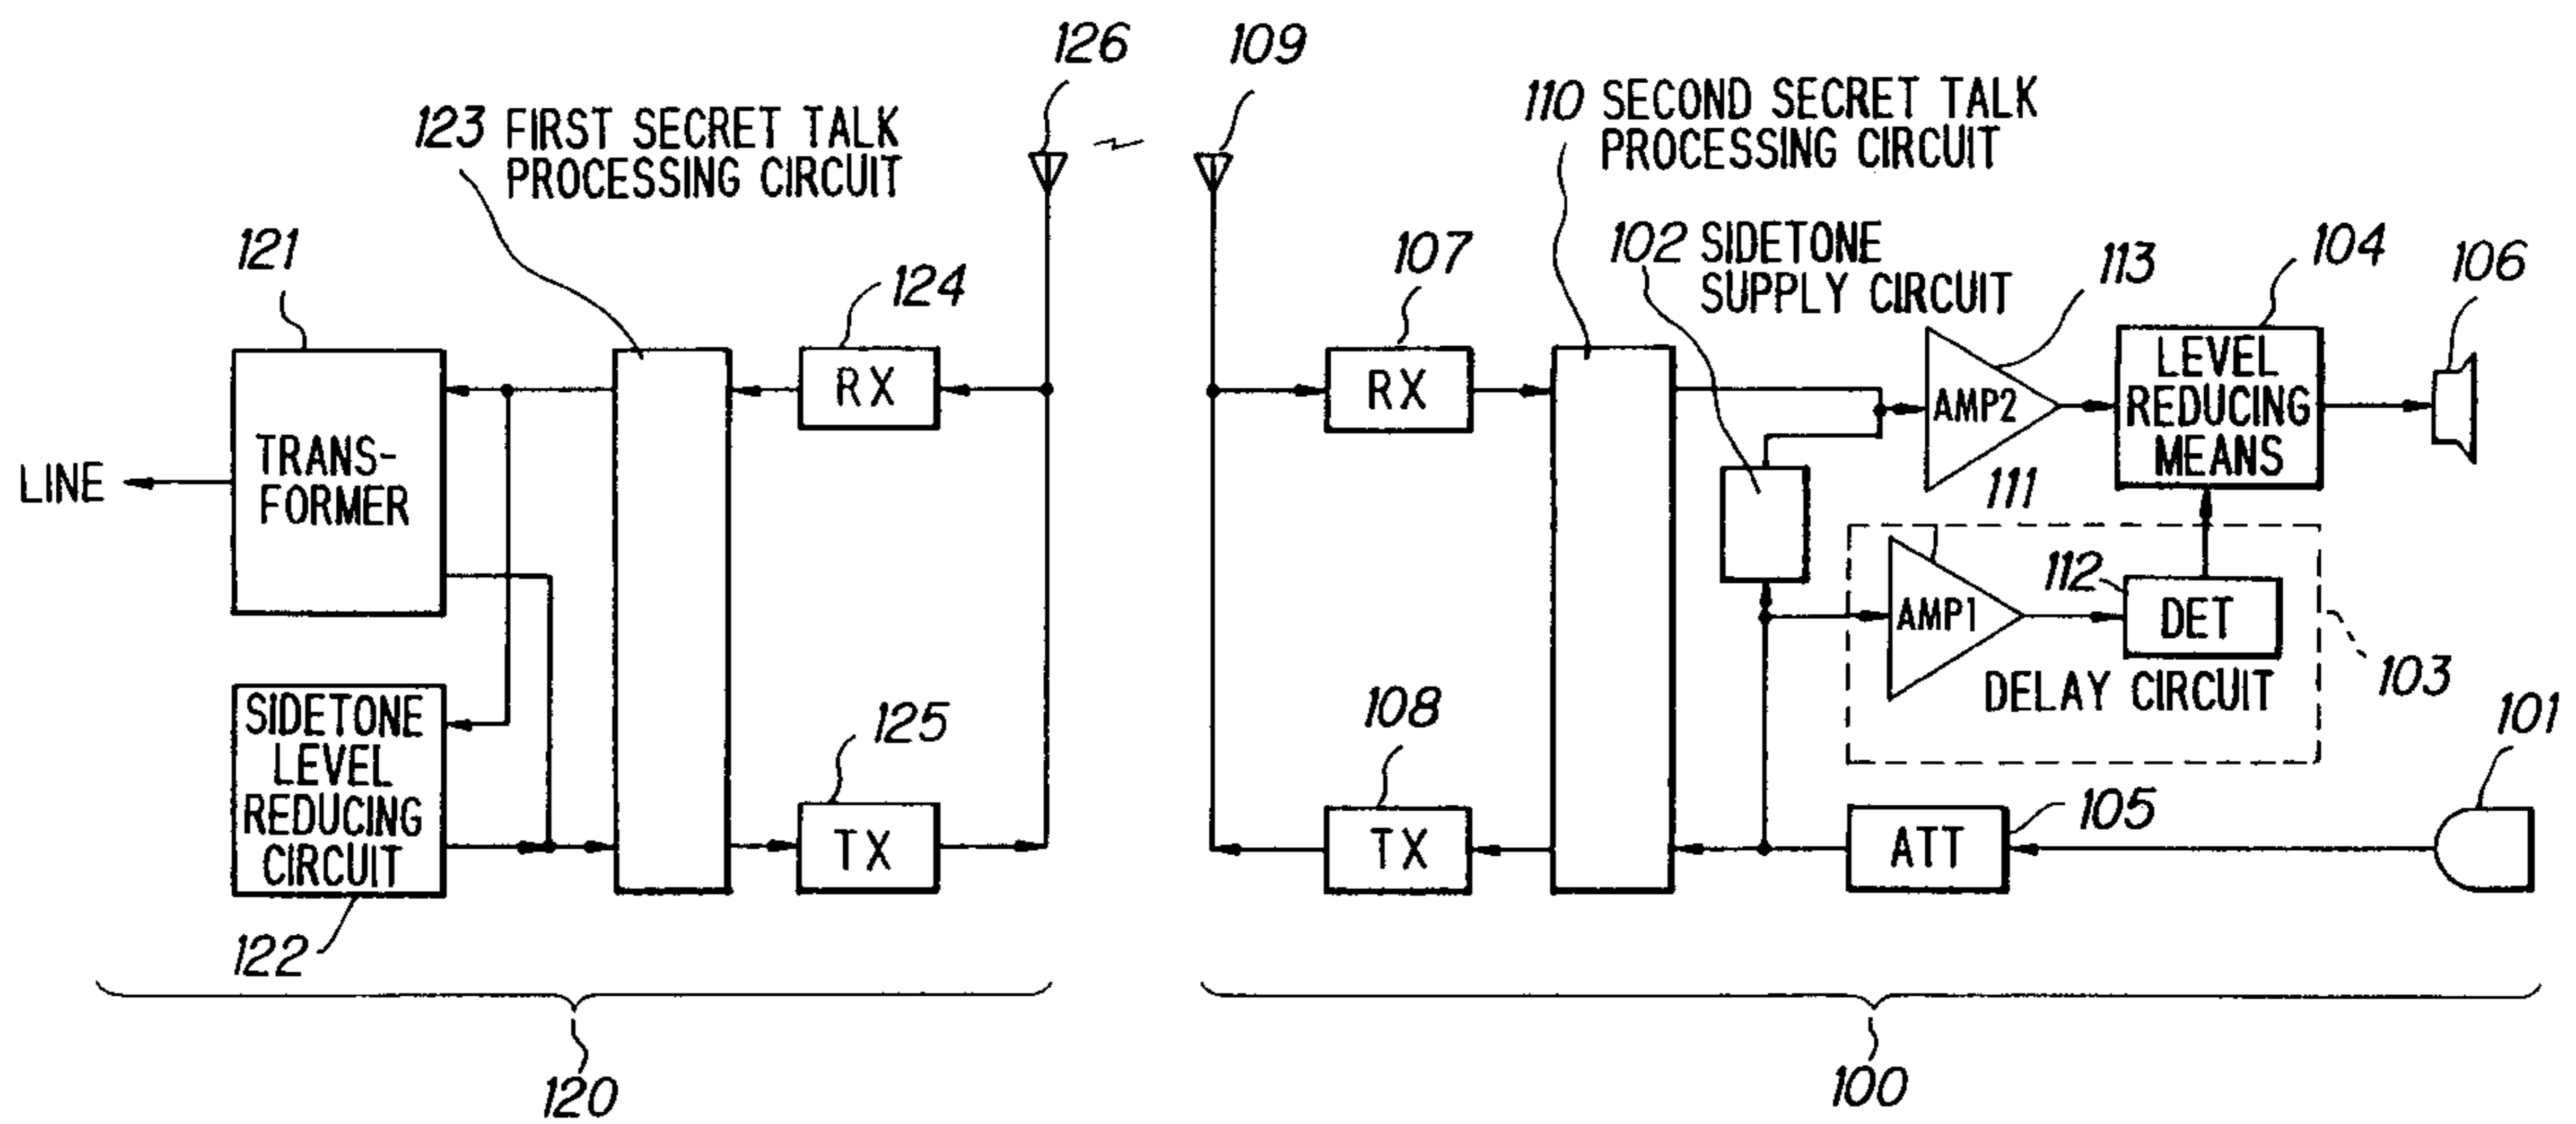 126
109
123 FIRST SECRET TALK
PROCESSING CIRCUIT
110 SECOND SECRET TALK
PROCESSING CIRCUIT
121
124
107
102 SIDETONE
SUPPLY CIRCUIT
113
104
106
TRANS-
FORMER
LINE
RX
RX
AMP2
LEVEL
REDUCING
MEANS
111
AMP1
112
DET
DELAY CIRCUIT
103
SIDETONE
LEVEL
REDUCING
CIRCUIT
122
125
TX
108
TX
ATT
105
101
120
100